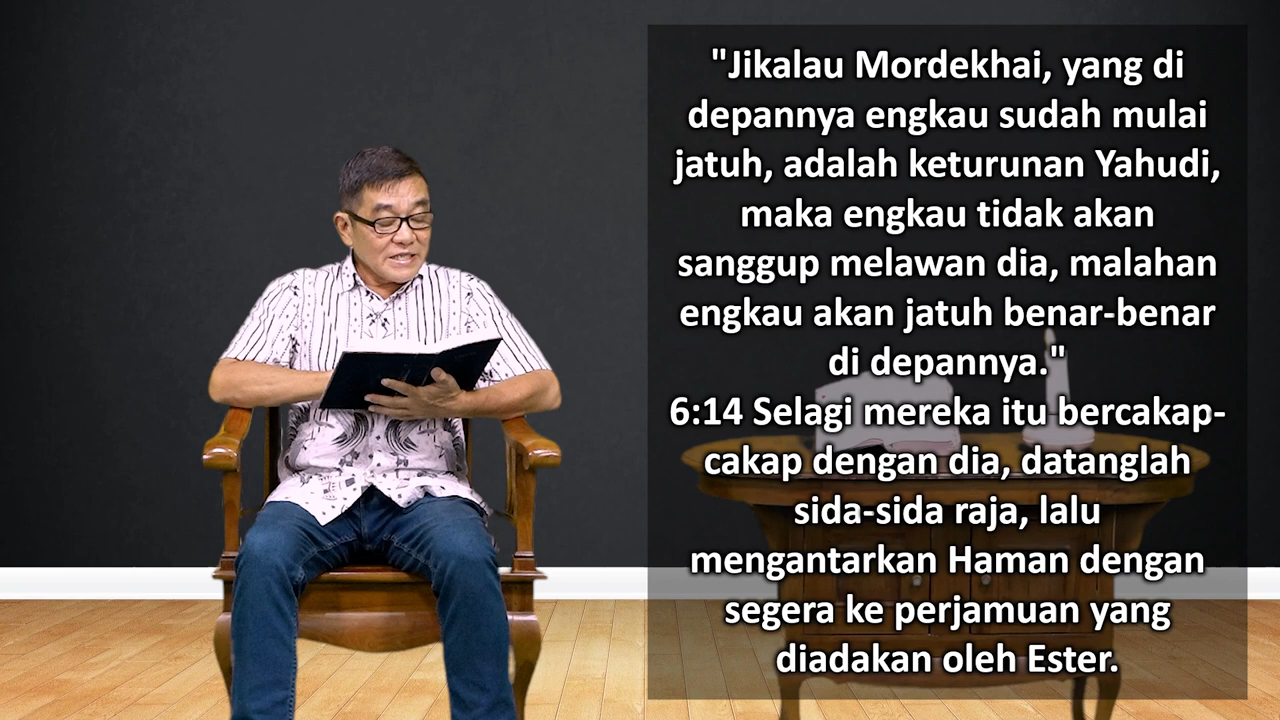 "Jikalau Mordekhai, yang di
depannya engkau sudah mulai
jatuh, adalah keturunan Yahudi,
maka engkau tidak akan
sanggup melawan dia, malahan
engkau akan jatuh benar-benar
di depannya."
6:14 Selagi mereka itu bercakap-
cakap dengan dia, datanglah
sida-sida raja, lalu
mengantarkan Haman dengan
segera ke perjamuan yang
diadakan oleh Ester.